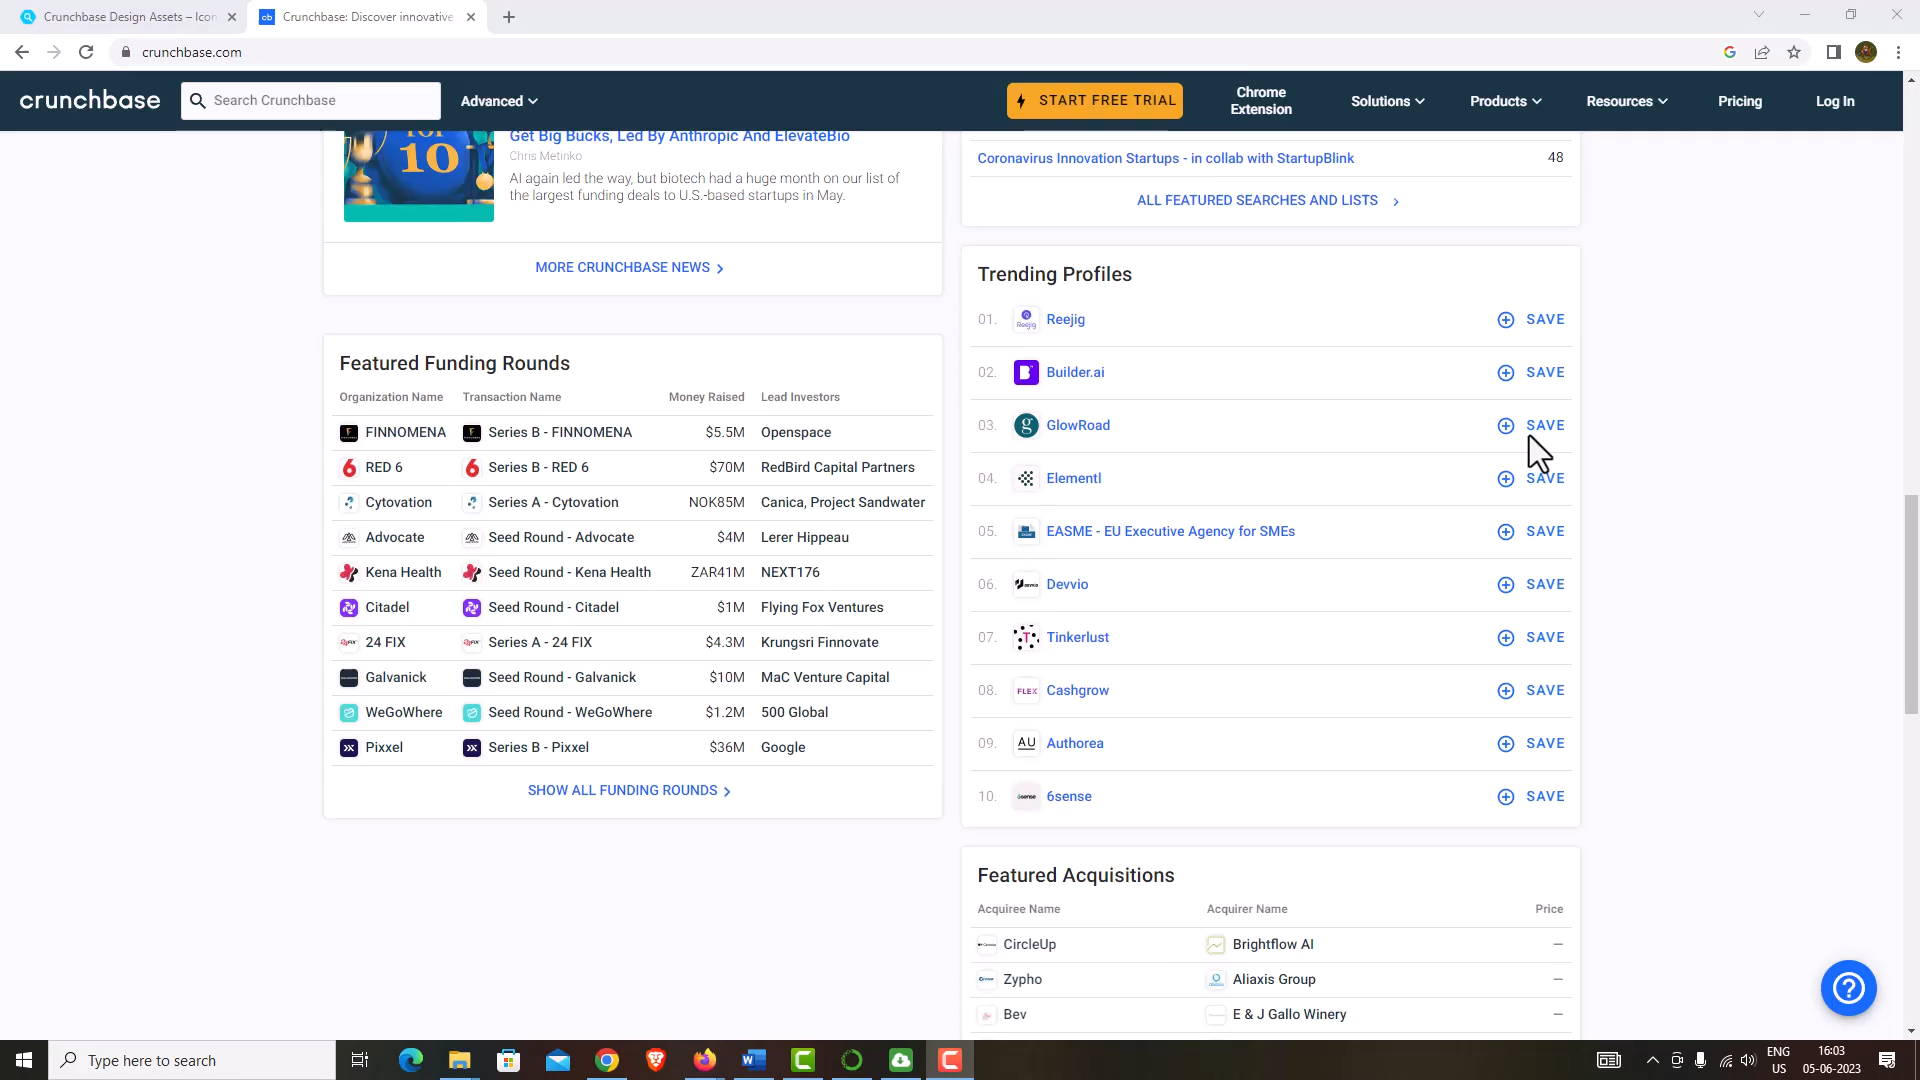 Crunchbase Design Assets – Icon
Crunchbase: Discover innovative
crunchbase.com
crunchbase
Search Crunchbase
Advanced
START FREE TRIAL
Chrome
Extension
Solutions
Products
Resources
Pricing
Log In
10
Get Big Bucks, Led By Anthropic And ElevateBio
Chris Metinko
AI again led the way, but biotech had a huge month on our list of
the largest funding deals to U.S.-based startups in May.
MORE CRUNCHBASE NEWS
Featured Funding Rounds
Organization Name Transaction Name Money Raised Lead Investors
FINNOMENA Series B - FINNOMENA $5.5M Openspace
RED 6 Series B - RED 6 $70M RedBird Capital Partners
Cytovation Series A - Cytovation NOK85M Canica, Project Sandwater
Advocate Seed Round - Advocate $4M Lerer Hippeau
Kena Health Seed Round - Kena Health ZAR41M NEXT176
Citadel Seed Round - Citadel $1M Flying Fox Ventures
24 FIX Series A - 24 FIX $4.3M Krungsri Finnovate
Galvanick Seed Round - Galvanick $10M MaC Venture Capital
WeGoWhere Seed Round - WeGoWhere $1.2M 500 Global
Pixxel Series B - Pixxel $36M Google
SHOW ALL FUNDING ROUNDS
Coronavirus Innovation Startups - in collab with StartupBlink 48
ALL FEATURED SEARCHES AND LISTS
Trending Profiles
01. Reejig Reejig SAVE
02. Builder.ai SAVE
03. g GlowRoad SAVE
04. Elementl SAVE
05. EASME - EU Executive Agency for SMEs SAVE
06. Devvio SAVE
07. T Tinkerlust SAVE
08. FLEX Cashgrow SAVE
09. AU Authorea SAVE
10. 6sense 6sense SAVE
Featured Acquisitions
Acquiree Name Acquirer Name Price
CircleUp Brightflow AI —
Zypho Aliaxis Group —
Bev E & J Gallo Winery —
Type here to search
ENG
US
16:03
05-06-2023